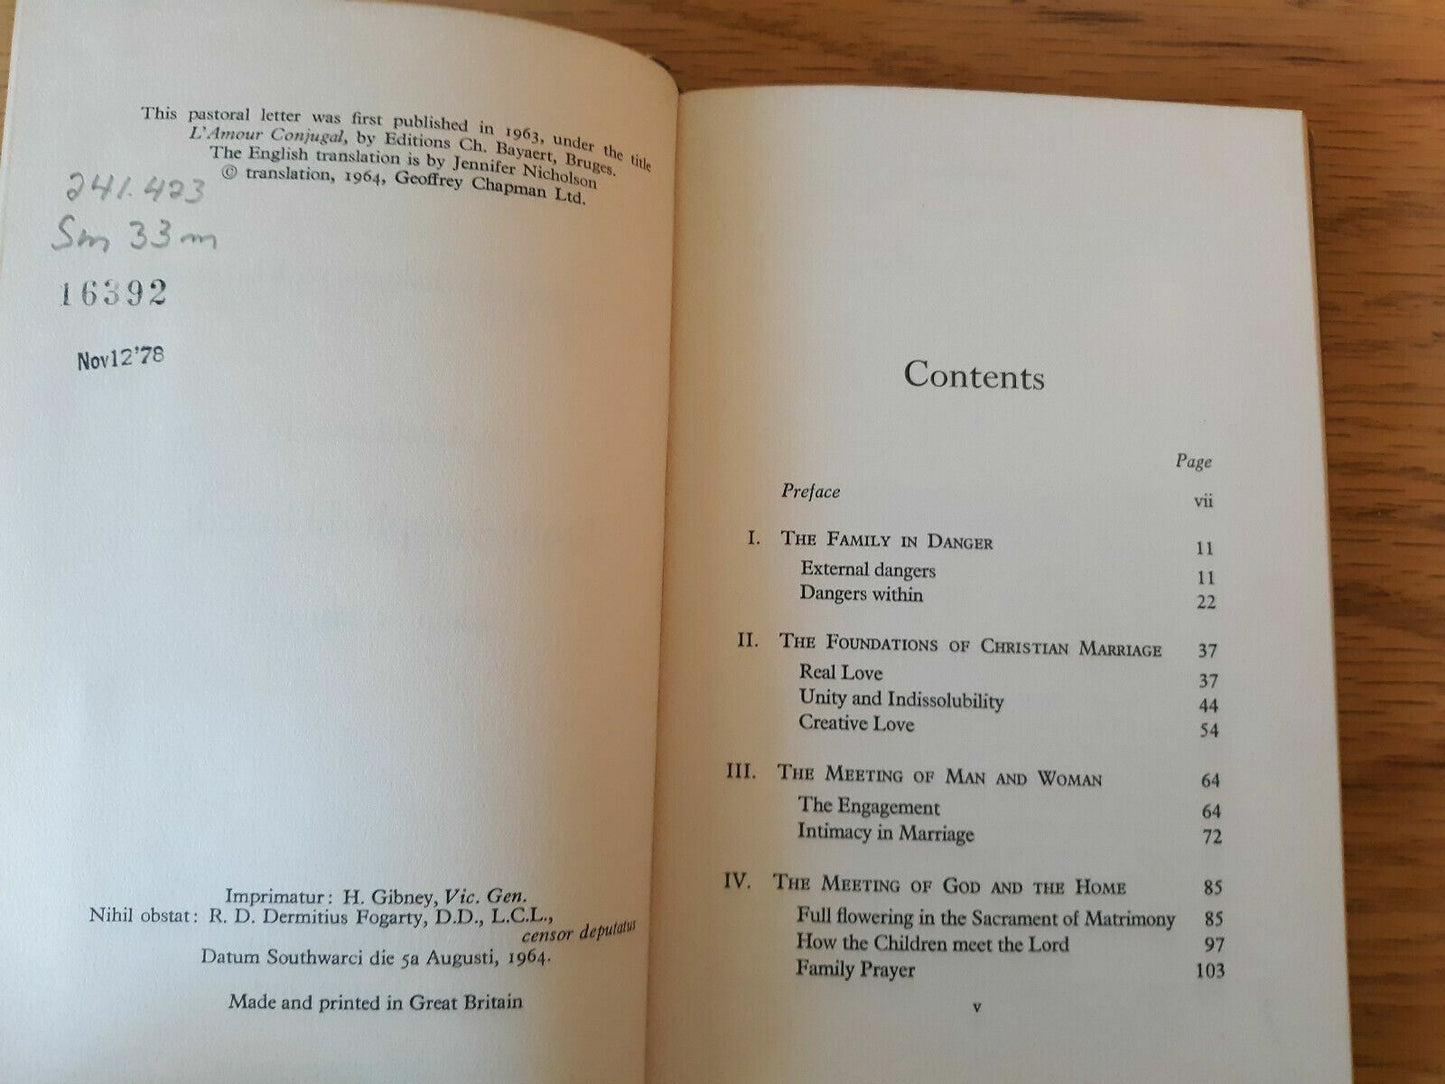 This pastoral letter was first published in 1963, under the title
L'Amour Conjugal, by Editions Ch. Bayaert, Bruges.
The English translation is by Jennifer Nicholson
© translation, 1964, Geoffrey Chapman Ltd.
241.423
Sm 33m
16392
Nov12'78
Imprimatur: H. Gibney, Vic. Gen.
Nihil obstat: R. D. Dermitius Fogarty, D.D., L.C.L.,
censor deputatus
Datum Southwarci die 5a Augusti, 1964.
Made and printed in Great Britain
Contents
Page
Preface vii
I. The Family in Danger 11
External dangers 11
Dangers within 22
II. The Foundations of Christian Marriage 37
Real Love 37
Unity and Indissolubility 44
Creative Love 54
III. The Meeting of Man and Woman 64
The Engagement 64
Intimacy in Marriage 72
IV. The Meeting of God and the Home 85
Full flowering in the Sacrament of Matrimony 85
How the Children meet the Lord 97
Family Prayer 103
v